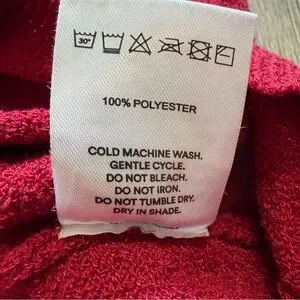 30°
100% POLYESTER
COLD MACHINE WASH.
GENTLE CYCLE.
DO NOT BLEACH.
DO NOT IRON.
DO NOT TUMBLE DRY.
DRY IN SHADE.